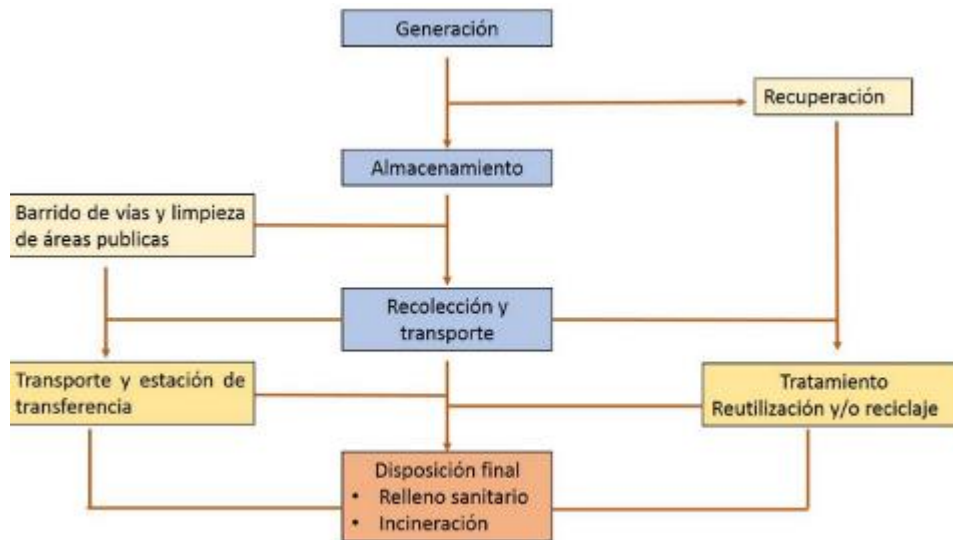 Generación
Recuperación
Almacenamiento
Barrido de vías y limpieza
de áreas publicas
Recolección y
transporte
Transporte y estación de
transferencia
Tratamiento
Reutilización y/o reciclaje
Disposición final
• Relleno sanitario
• Incineración